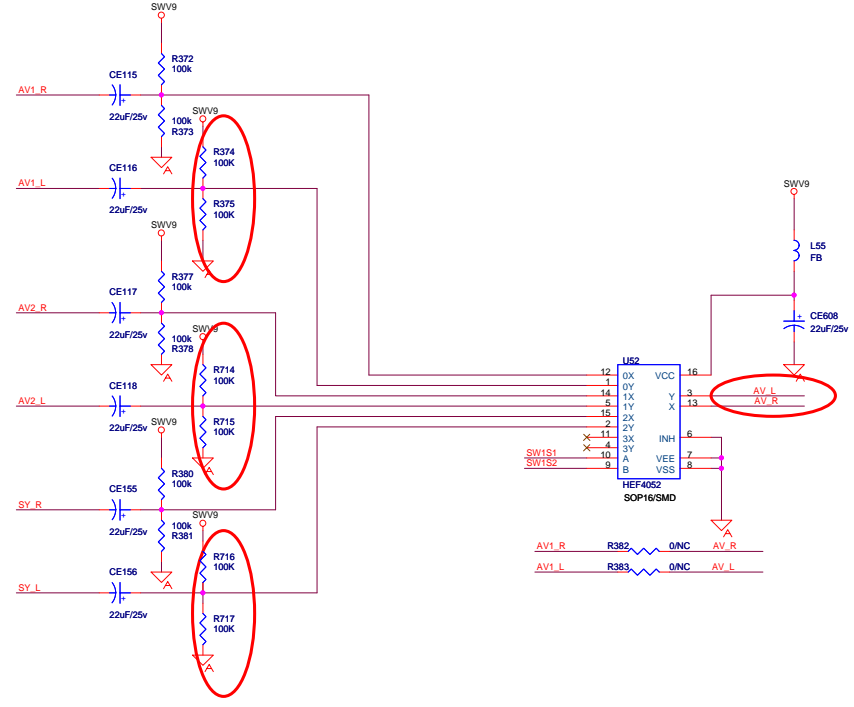 SWV9
R372
100k
CE115
AV1_R
22uF/25v
100k
R373
A
SWV9
R374
100K
CE116
AV1_L
22uF/25v
R375
100K
A
SWV9
R377
100k
CE117
AV2_R
22uF/25v
100k
R378
A
SWV9
R714
100K
CE118
AV2_L
22uF/25v
R715
100K
A
SWV9
R380
100k
CE155
SY_R
22uF/25v
100k
R381
A
SWV9
R716
100K
CE156
SY_L
22uF/25v
R717
100K
A
SWV9
L55
FB
CE608
22uF/25v
A
U52
12 0X VCC 16
1 0Y
14 1X Y 3 AV_L
5 1Y X 13 AV_R
15 2X
2 2Y
11 3X INH 6
4 3Y
SW1S1 10 A VEE 7
SW1S2 9 B VSS 8
HEF4052
SOP16/SMD
A
AV1_R R382 0/NC AV_R
AV1_L R383 0/NC AV_L